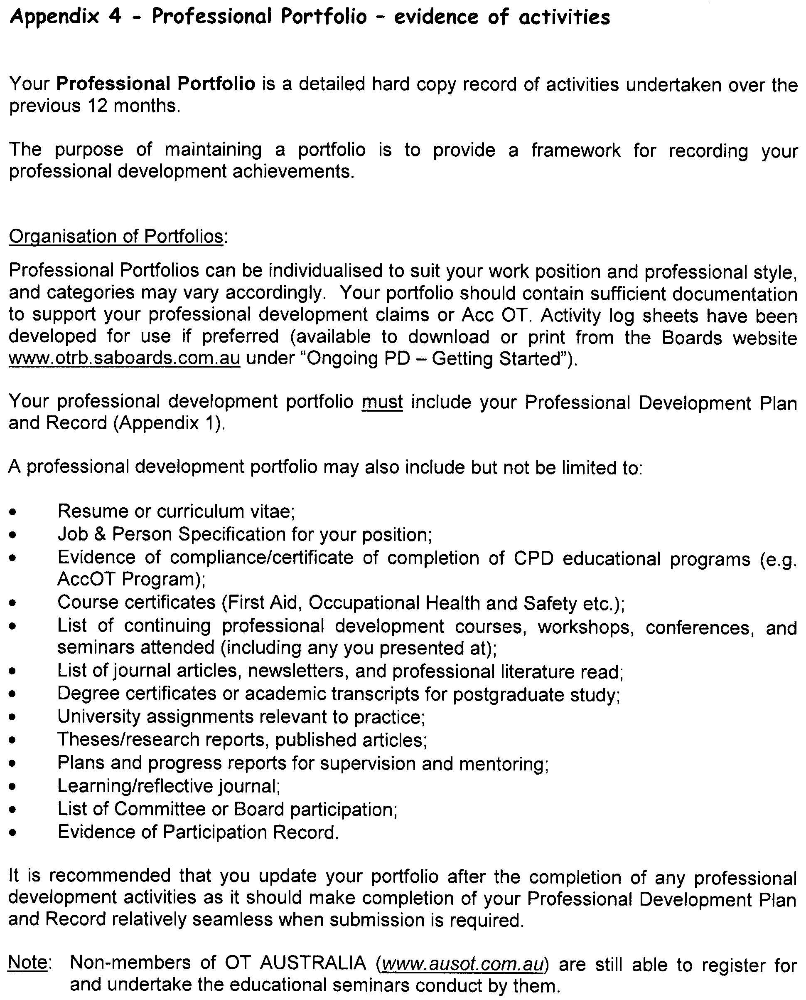 Appendix 4 - Professional Portfolio - evidence of activities
Your Professional Portfolio is a detailed hard copy record of activities undertaken over the
previous 12 months.
The purpose of maintaining a portfolio is to provide a framework for recording your
professional development achievements.
Organisation of Portfolios:
Professional Portfolios can be individualised to suit your work position and professional style,
and categories may vary accordingly. Your portfolio should contain sufficient documentation
to support your professional development claims or Acc OT. Activity log sheets have been
developed for use if preferred (available to download or print from the Boards website
www.otrb.saboards.com.au under “Ongoing PD – Getting Started”).
Your professional development portfolio must include your Professional Development Plan
and Record (Appendix 1).
A professional development portfolio may also include but not be limited to:
• Resume or curriculum vitae;
• Job & Person Specification for your position;
• Evidence of compliance/certificate of completion of CPD educational programs (e.g.
AccOT Program);
• Course certificates (First Aid, Occupational Health and Safety etc.);
• List of continuing professional development courses, workshops, conferences, and
seminars attended (including any you presented at);
• List of journal articles, newsletters, and professional literature read;
• Degree certificates or academic transcripts for postgraduate study;
• University assignments relevant to practice;
• Theses/research reports, published articles;
• Plans and progress reports for supervision and mentoring;
• Learning/reflective journal;
• List of Committee or Board participation;
• Evidence of Participation Record.
It is recommended that you update your portfolio after the completion of any professional
development activities as it should make completion of your Professional Development Plan
and Record relatively seamless when submission is required.
Note: Non-members of OT AUSTRALIA (www.ausot.com.au) are still able to register for
and undertake the educational seminars conduct by them.